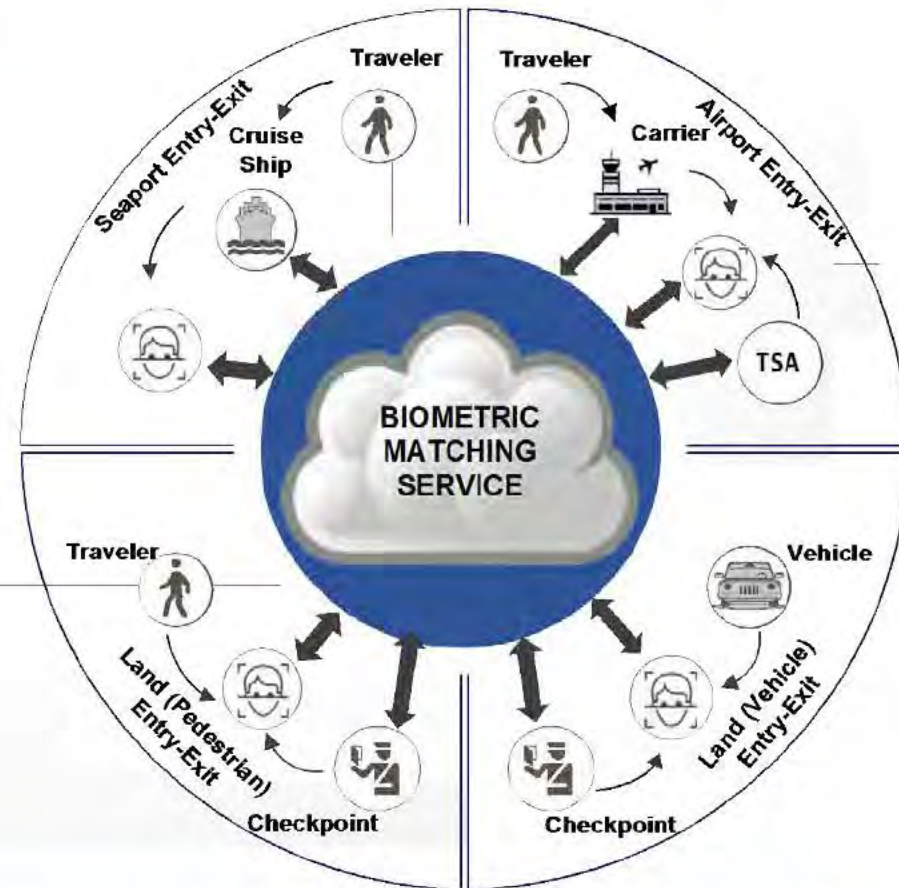 Traveler
Seaport Entry-Exit
Cruise
Ship
Traveler
Carrier
Airport Entry-Exit
TSA
BIOMETRIC
MATCHING
SERVICE
Traveler
Land (Pedestrian)
Entry-Exit
Checkpoint
Vehicle
Land (Vehicle)
Entry-Exit
Checkpoint